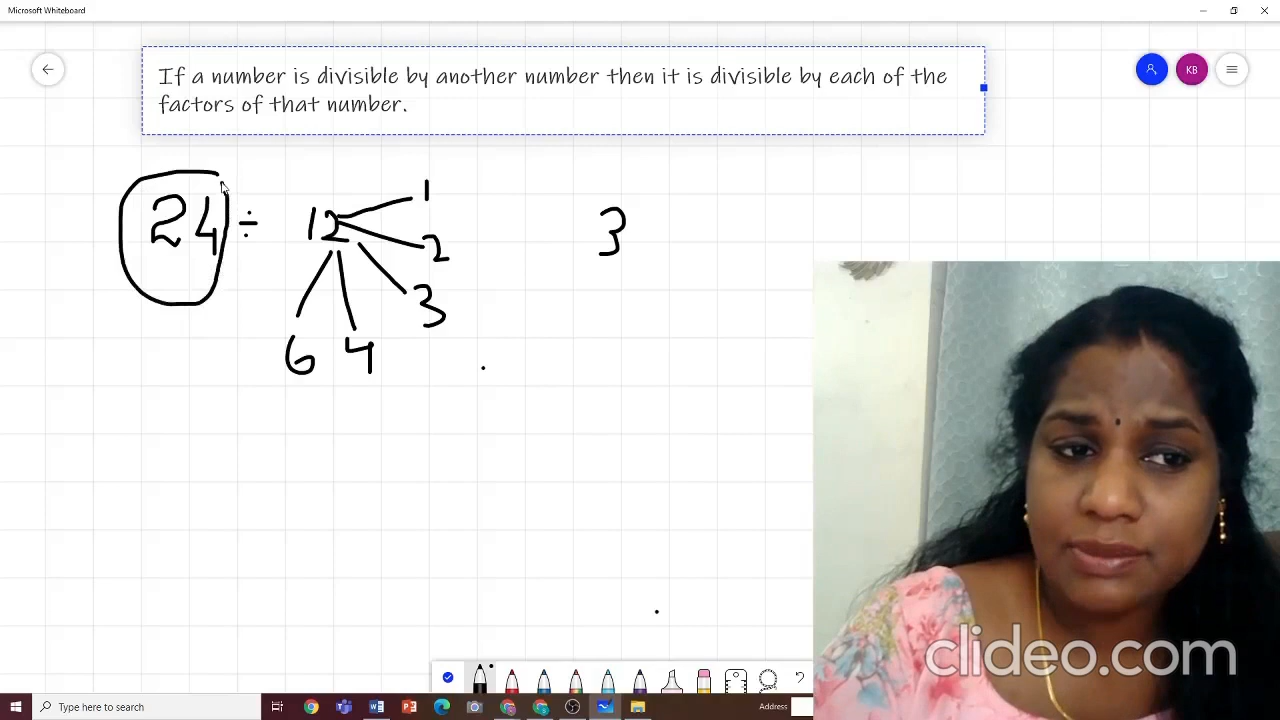 Microsoft Whiteboard
If a number is divisible by another number then it is divisible by each of the
factors of that number.
KB
24 ÷ 12
1
2
3
6 4
3
clideo.com
Type here to search
Address